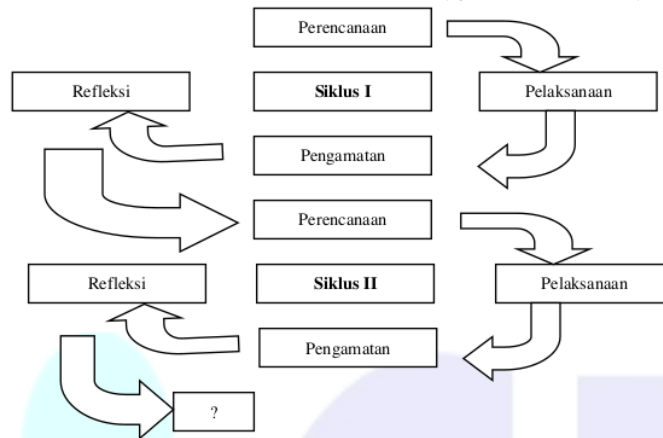 Perencanaan
Refleksi
Siklus I
Pelaksanaan
Pengamatan
Perencanaan
Refleksi
Siklus II
Pelaksanaan
Pengamatan
?